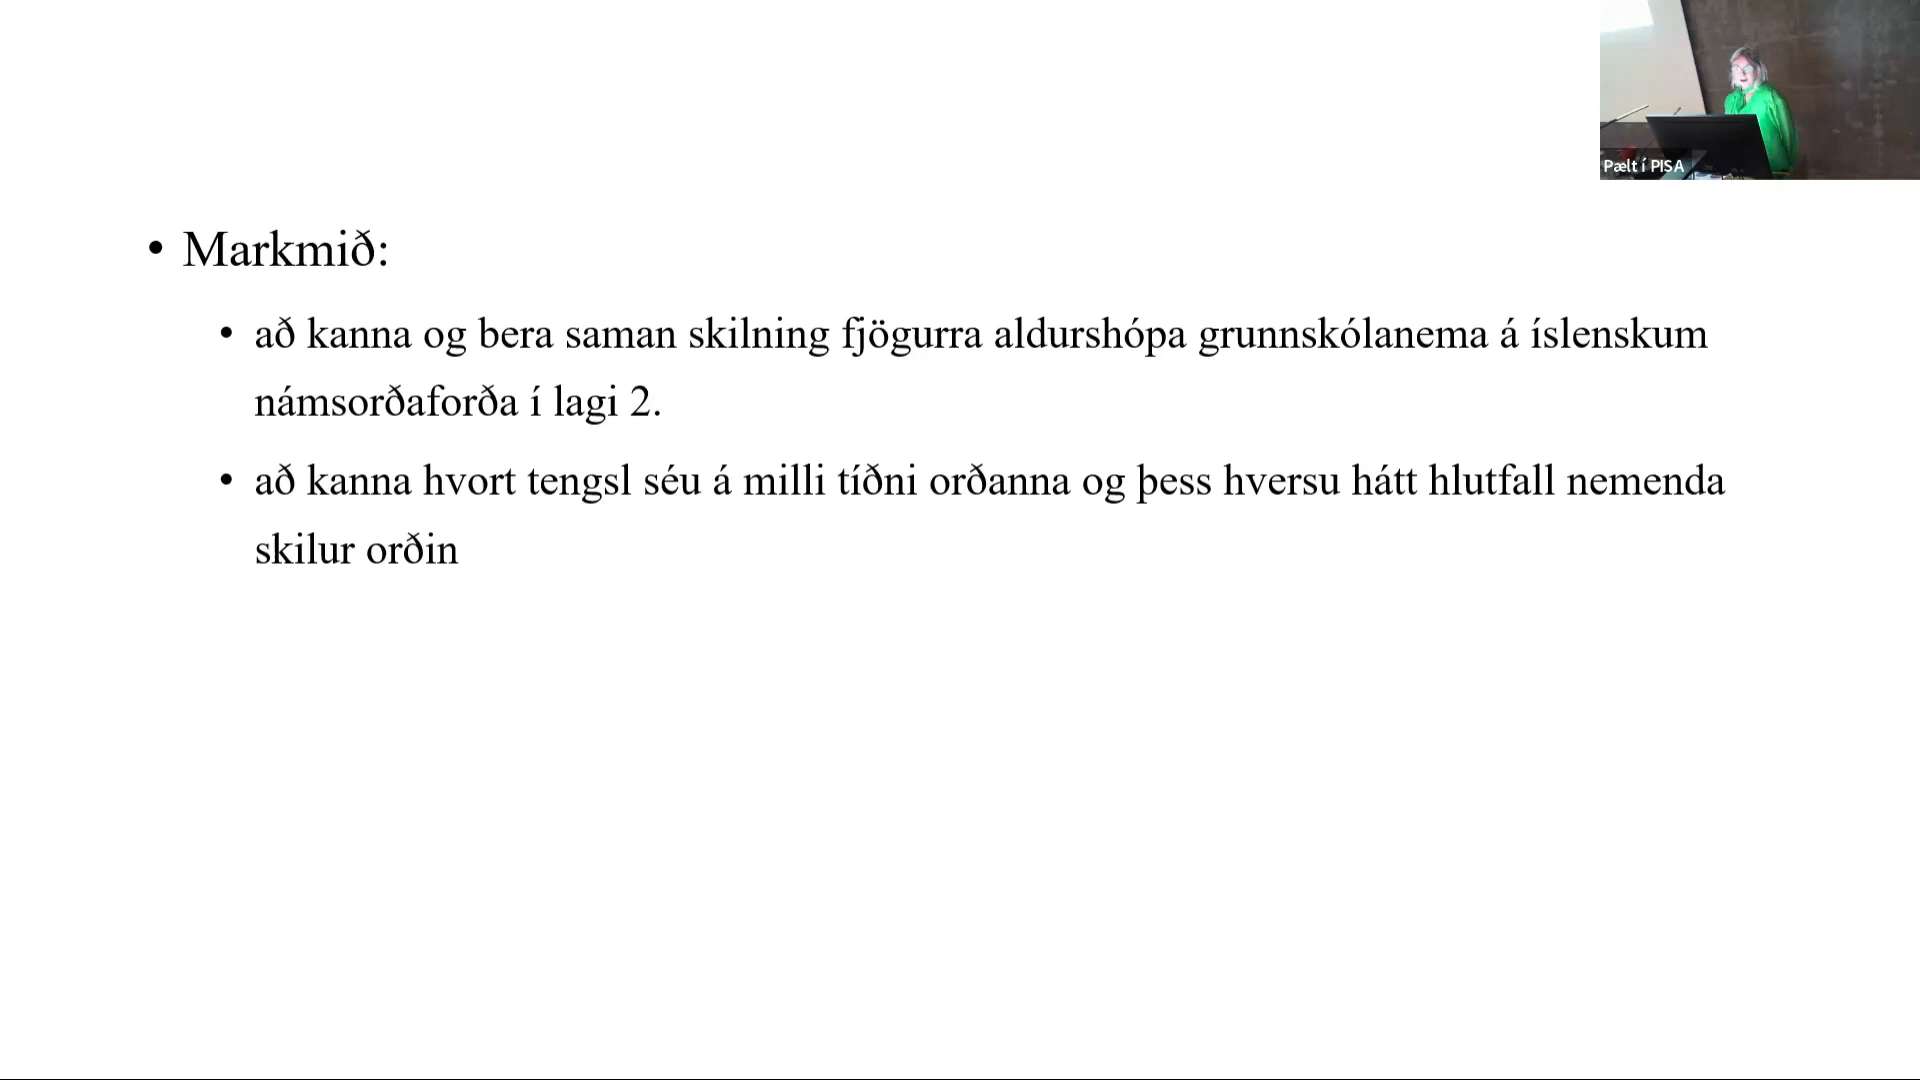 Pælt í PISA
• Markmið:
• að kanna og bera saman skilning fjögurra aldurshópa grunnskólanema á íslenskum
námsorðaforða í lagi 2.
• að kanna hvort tengsl séu á milli tíðni orðanna og þess hversu hátt hlutfall nemenda
skilur orðin